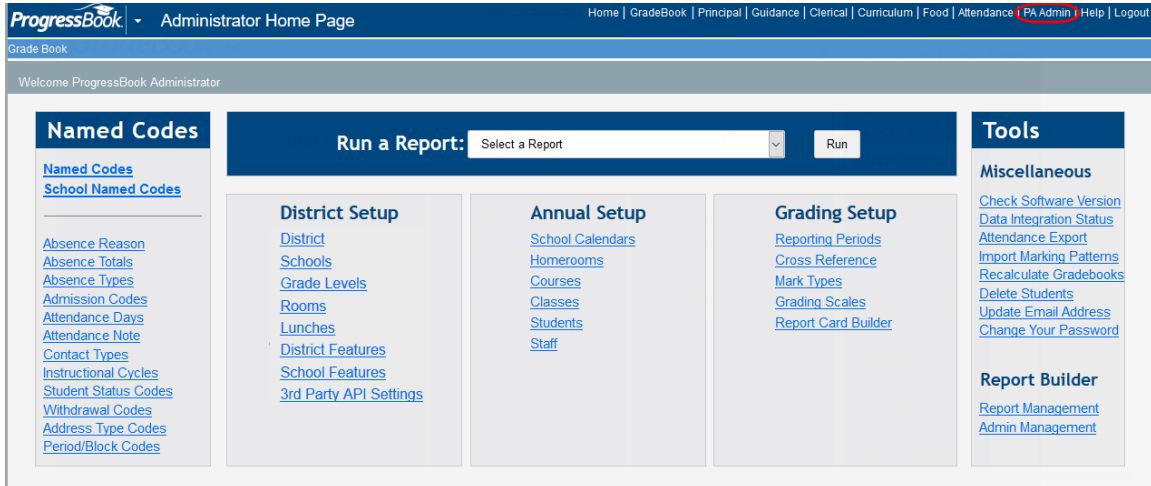 ProgressBook Administrator Home Page
Home | GradeBook | Principal | Guidance | Clerical | Curriculum | Food | Attendance | PA Admin | Help | Logout
Grade Book
Welcome ProgressBook Administrator
Named Codes
Named Codes
School Named Codes
Absence Reason
Absence Totals
Absence Types
Admission Codes
Attendance Days
Attendance Note
Contact Types
Instructional Cycles
Student Status Codes
Withdrawal Codes
Address Type Codes
Period/Block Codes
Run a Report: Select a Report Run
District Setup
District
Schools
Grade Levels
Rooms
Lunches
District Features
School Features
3rd Party API Settings
Annual Setup
School Calendars
Homerooms
Courses
Classes
Students
Staff
Grading Setup
Reporting Periods
Cross Reference
Mark Types
Grading Scales
Report Card Builder
Tools
Miscellaneous
Check Software Version
Data Integration Status
Attendance Export
Import Marking Patterns
Recalculate Gradebooks
Delete Students
Update Email Address
Change Your Password
Report Builder
Report Management
Admin Management